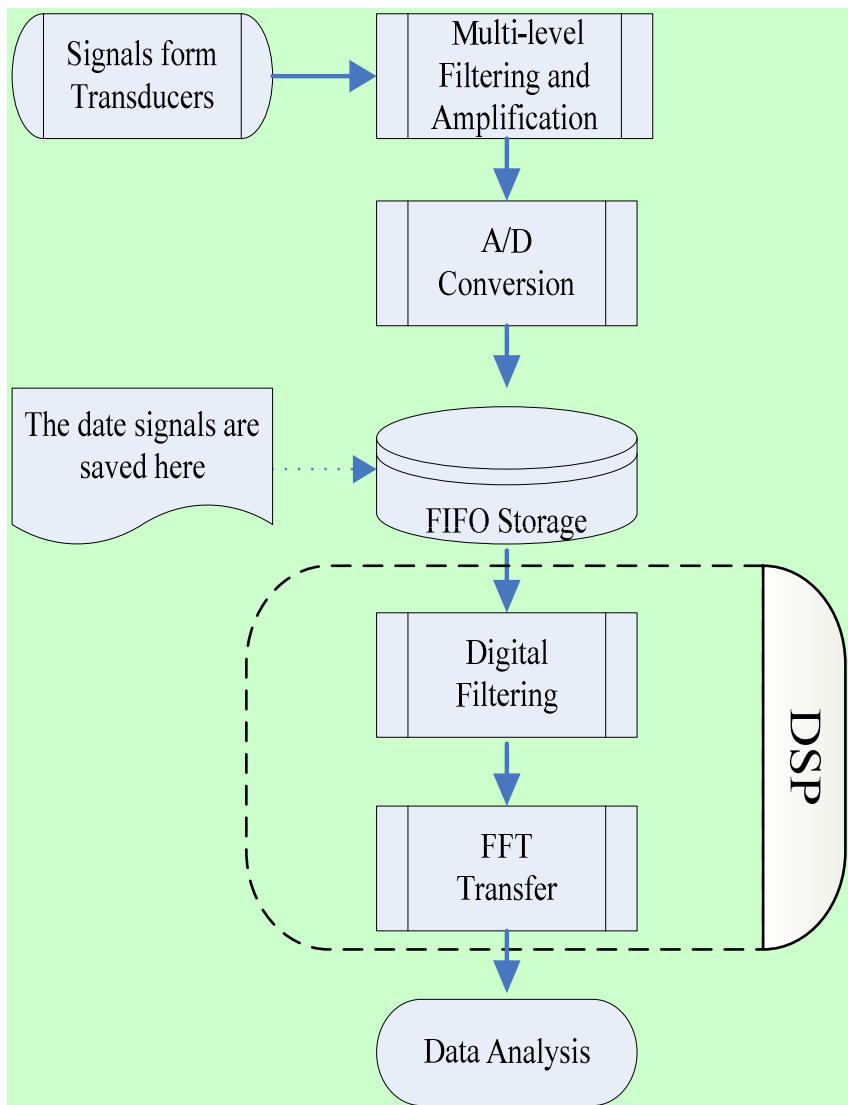 Signals form
Transducers
Multi-level
Filtering and
Amplification
A/D
Conversion
The date signals are
saved here
FIFO Storage
Digital
Filtering
DSP
FFT
Transfer
Data Analysis